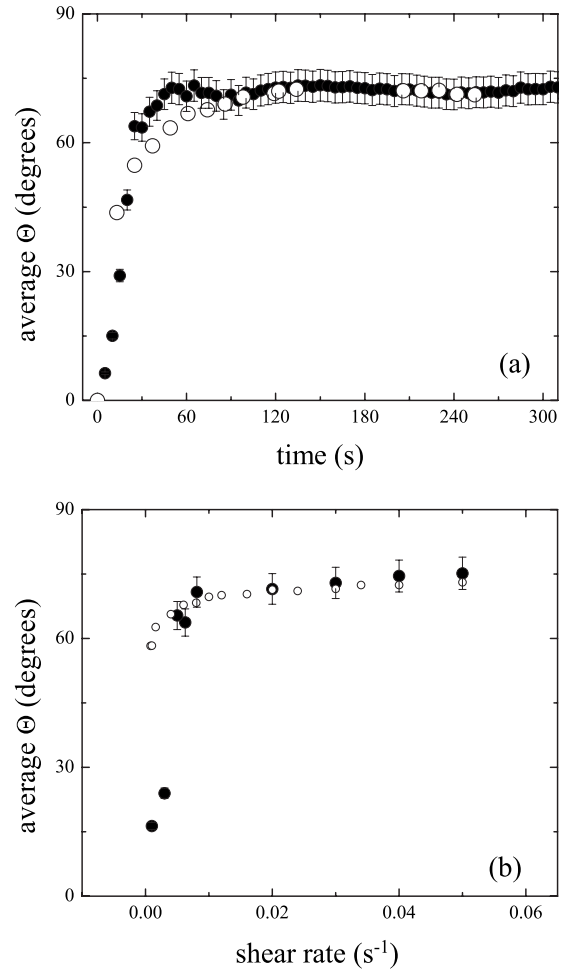 90
60
30
0
average Θ (degrees)
(a)
0 60 120 180 240 300
time (s)
90
60
30
0
average Θ (degrees)
(b)
0.00 0.02 0.04 0.06
shear rate (s⁻¹)